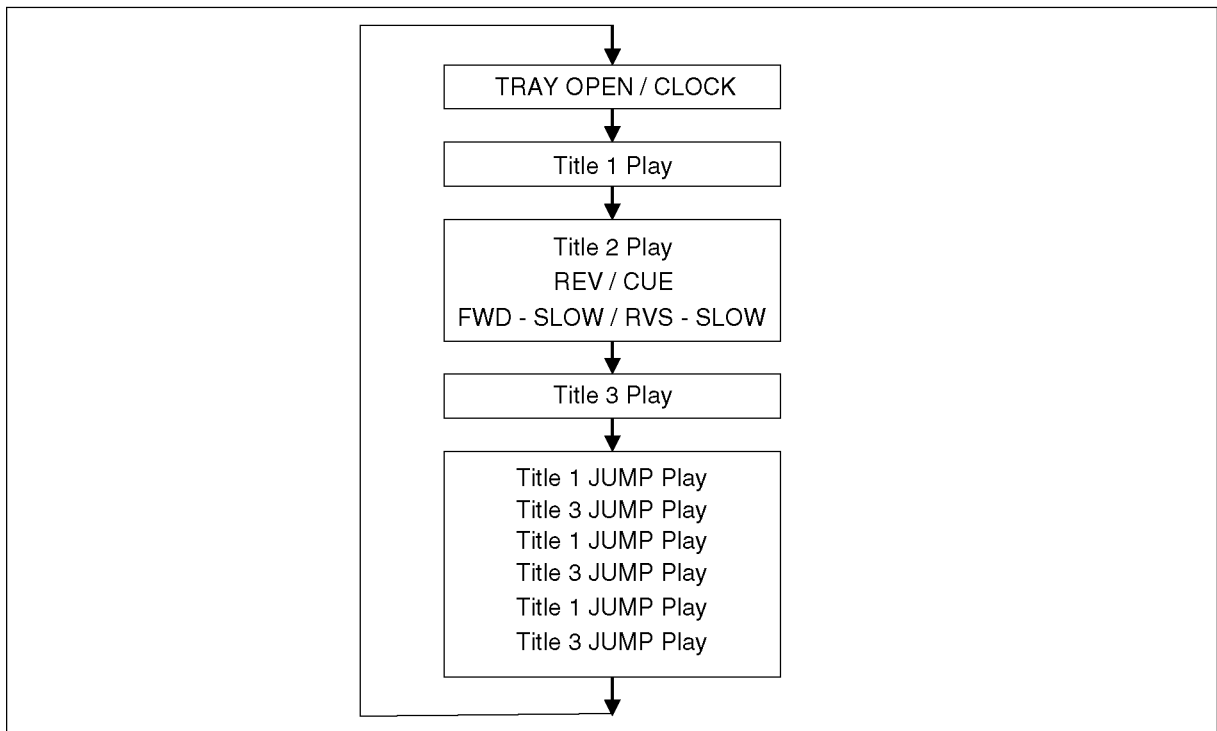 TRAY OPEN / CLOCK
Title 1 Play
Title 2 Play
REV / CUE
FWD - SLOW / RVS - SLOW
Title 3 Play
Title 1 JUMP Play
Title 3 JUMP Play
Title 1 JUMP Play
Title 3 JUMP Play
Title 1 JUMP Play
Title 3 JUMP Play